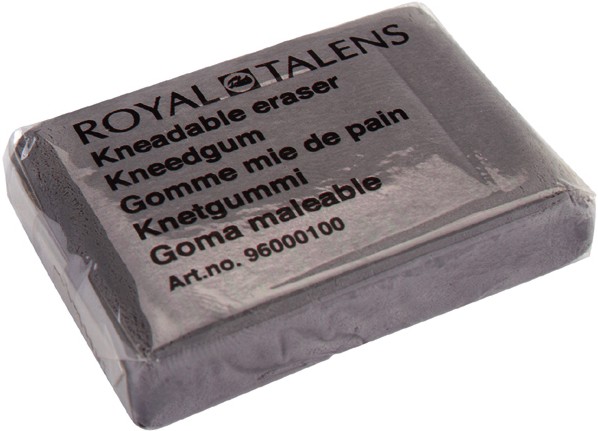 ROYAL TALENS
Kneadable eraser
Kneedgum
Gomme mie de pain
Knetgummi
Goma maleable
Art.no. 96000100